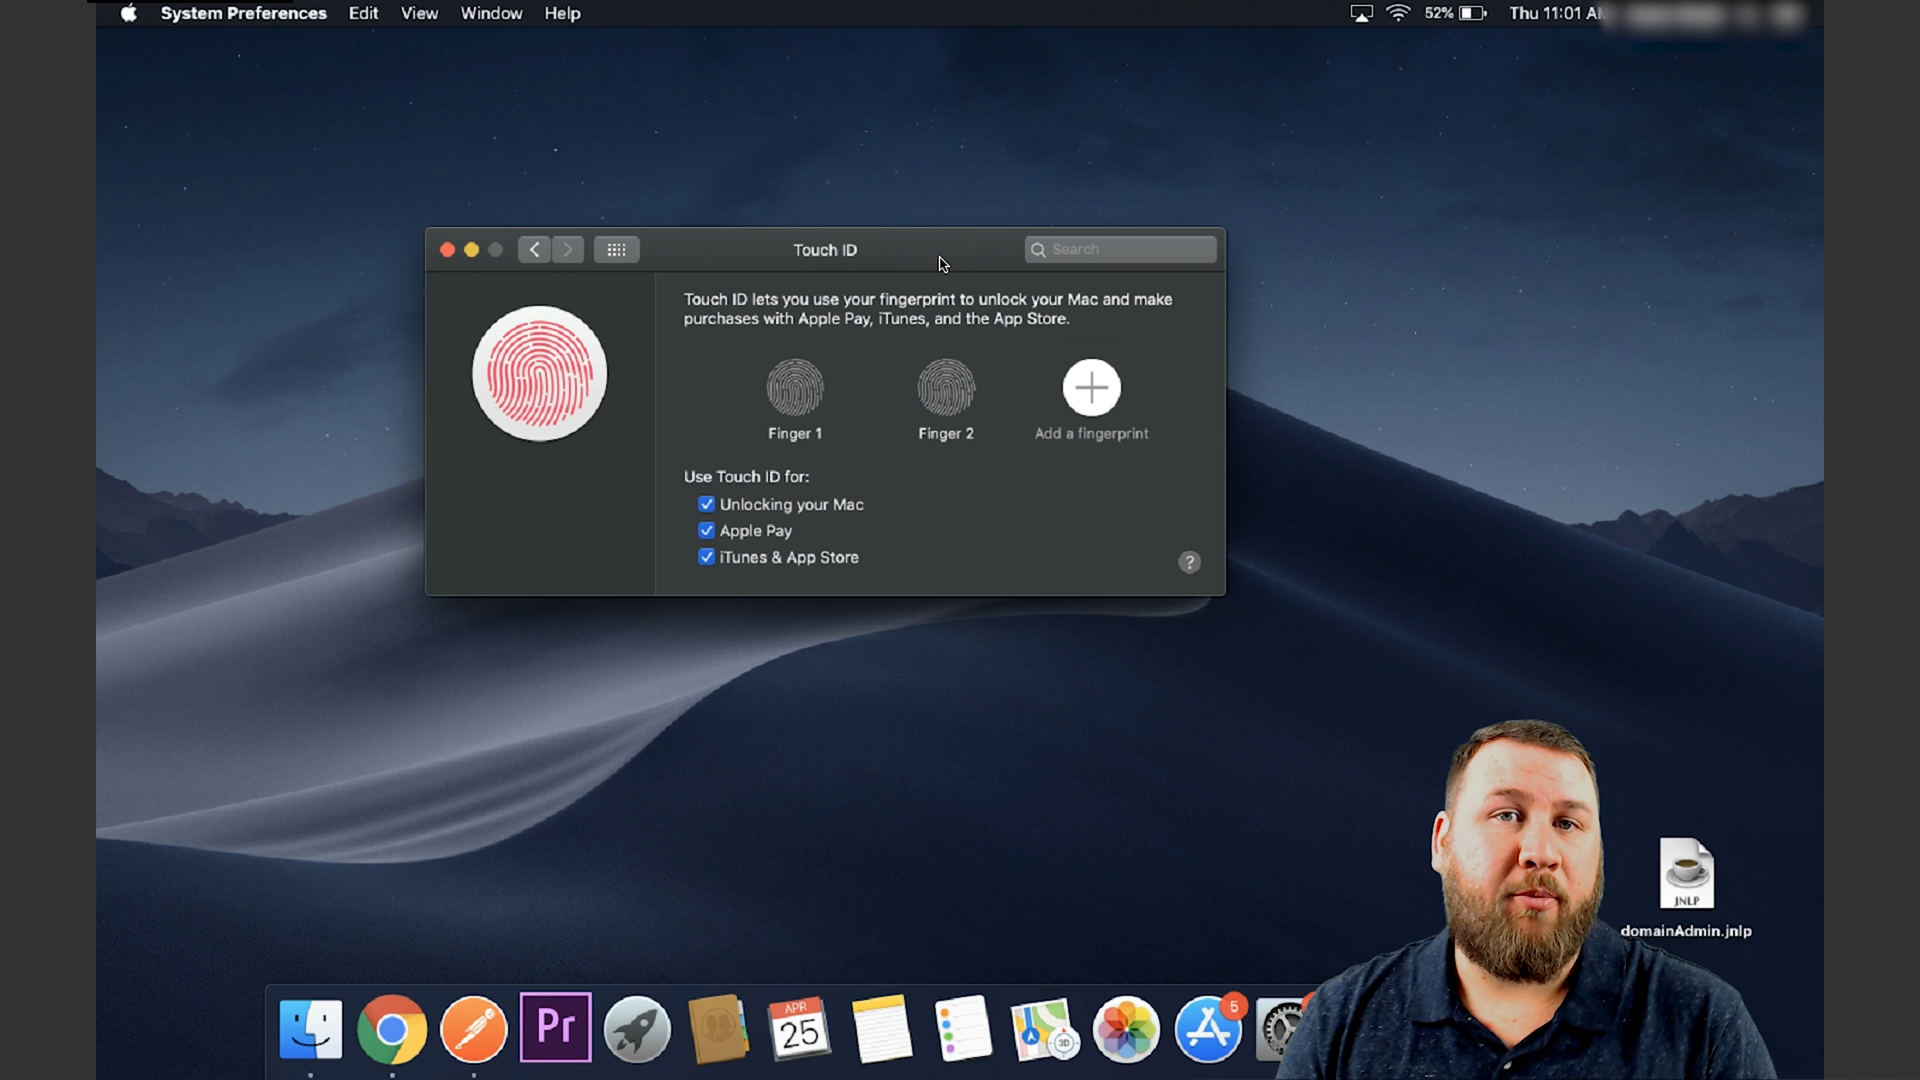 System Preferences Edit View Window Help 52% Thu 11:01
Touch ID Search
Touch ID lets you use your fingerprint to unlock your Mac and make
purchases with Apple Pay, iTunes, and the App Store.
Finger 1 Finger 2 Add a fingerprint
Use Touch ID for:
Unlocking your Mac
Apple Pay
iTunes & App Store
?
JNLP
domainAdmin.jnlp
Pr
APR
25
3D
5